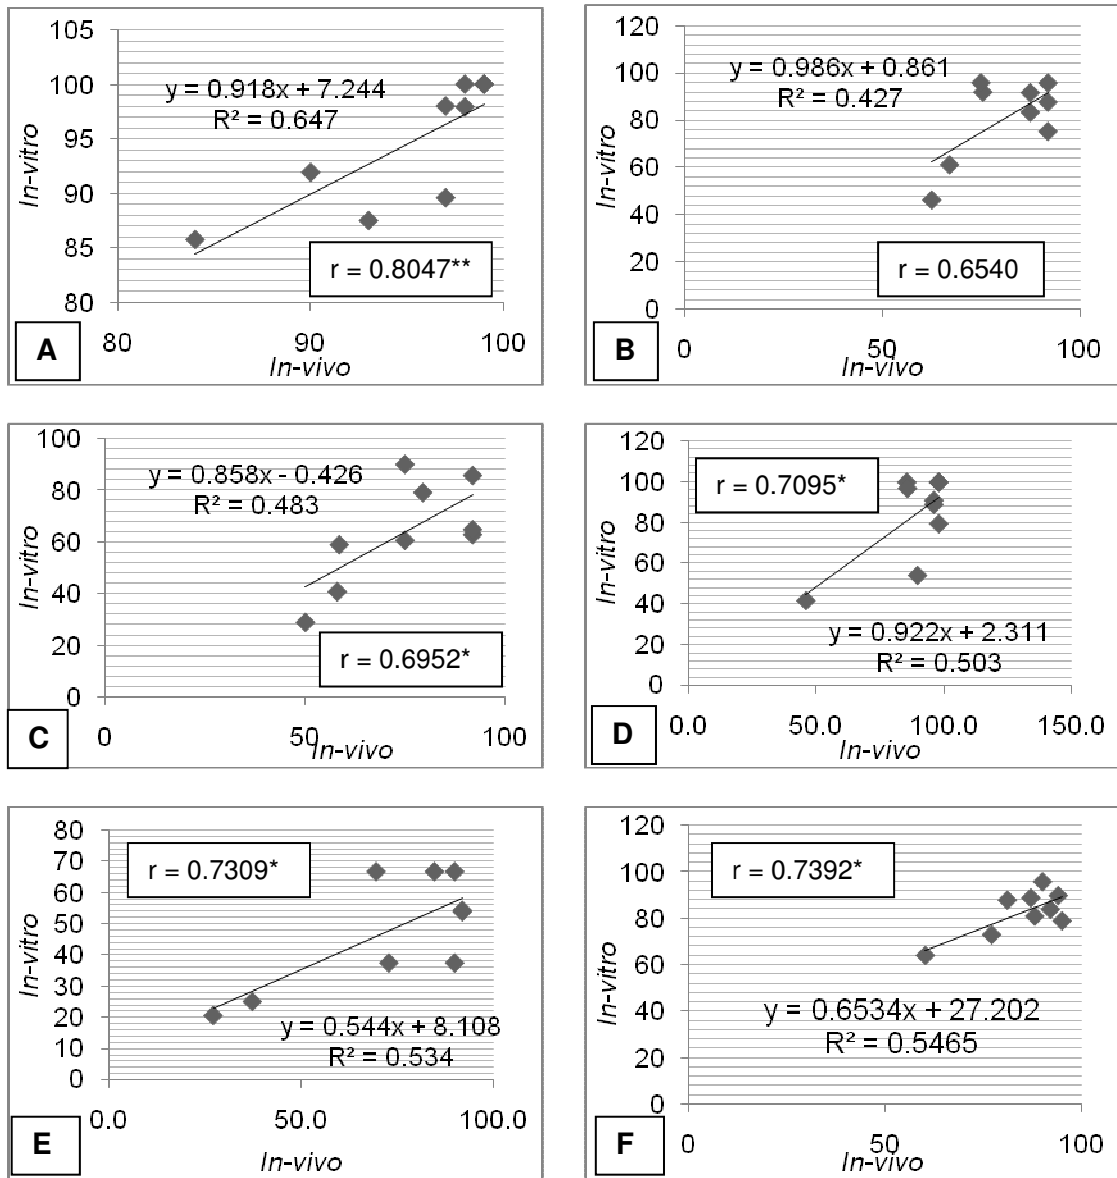 105
100
95
90
85
80
In-vitro
y = 0.918x + 7.244
R² = 0.647
r = 0.8047**
80 90 100
In-vivo
A
120
100
80
60
40
20
0
In-vitro
y = 0.986x + 0.861
R² = 0.427
r = 0.6540
0 50 100
In-vivo
B
100
80
60
40
20
0
In-vitro
y = 0.858x - 0.426
R² = 0.483
r = 0.6952*
0 50 100
In-vivo
C
120
100
80
60
40
20
0
In-vitro
r = 0.7095*
y = 0.922x + 2.311
R² = 0.503
0.0 50.0 100.0 150.0
In-vivo
D
80
70
60
50
40
30
20
10
0
In-vitro
r = 0.7309*
y = 0.544x + 8.108
R² = 0.534
0.0 50.0 100.0
In-vivo
E
120
100
80
60
40
20
0
In-vitro
r = 0.7392*
y = 0.6534x + 27.202
R² = 0.5465
0 50 100
In-vivo
F